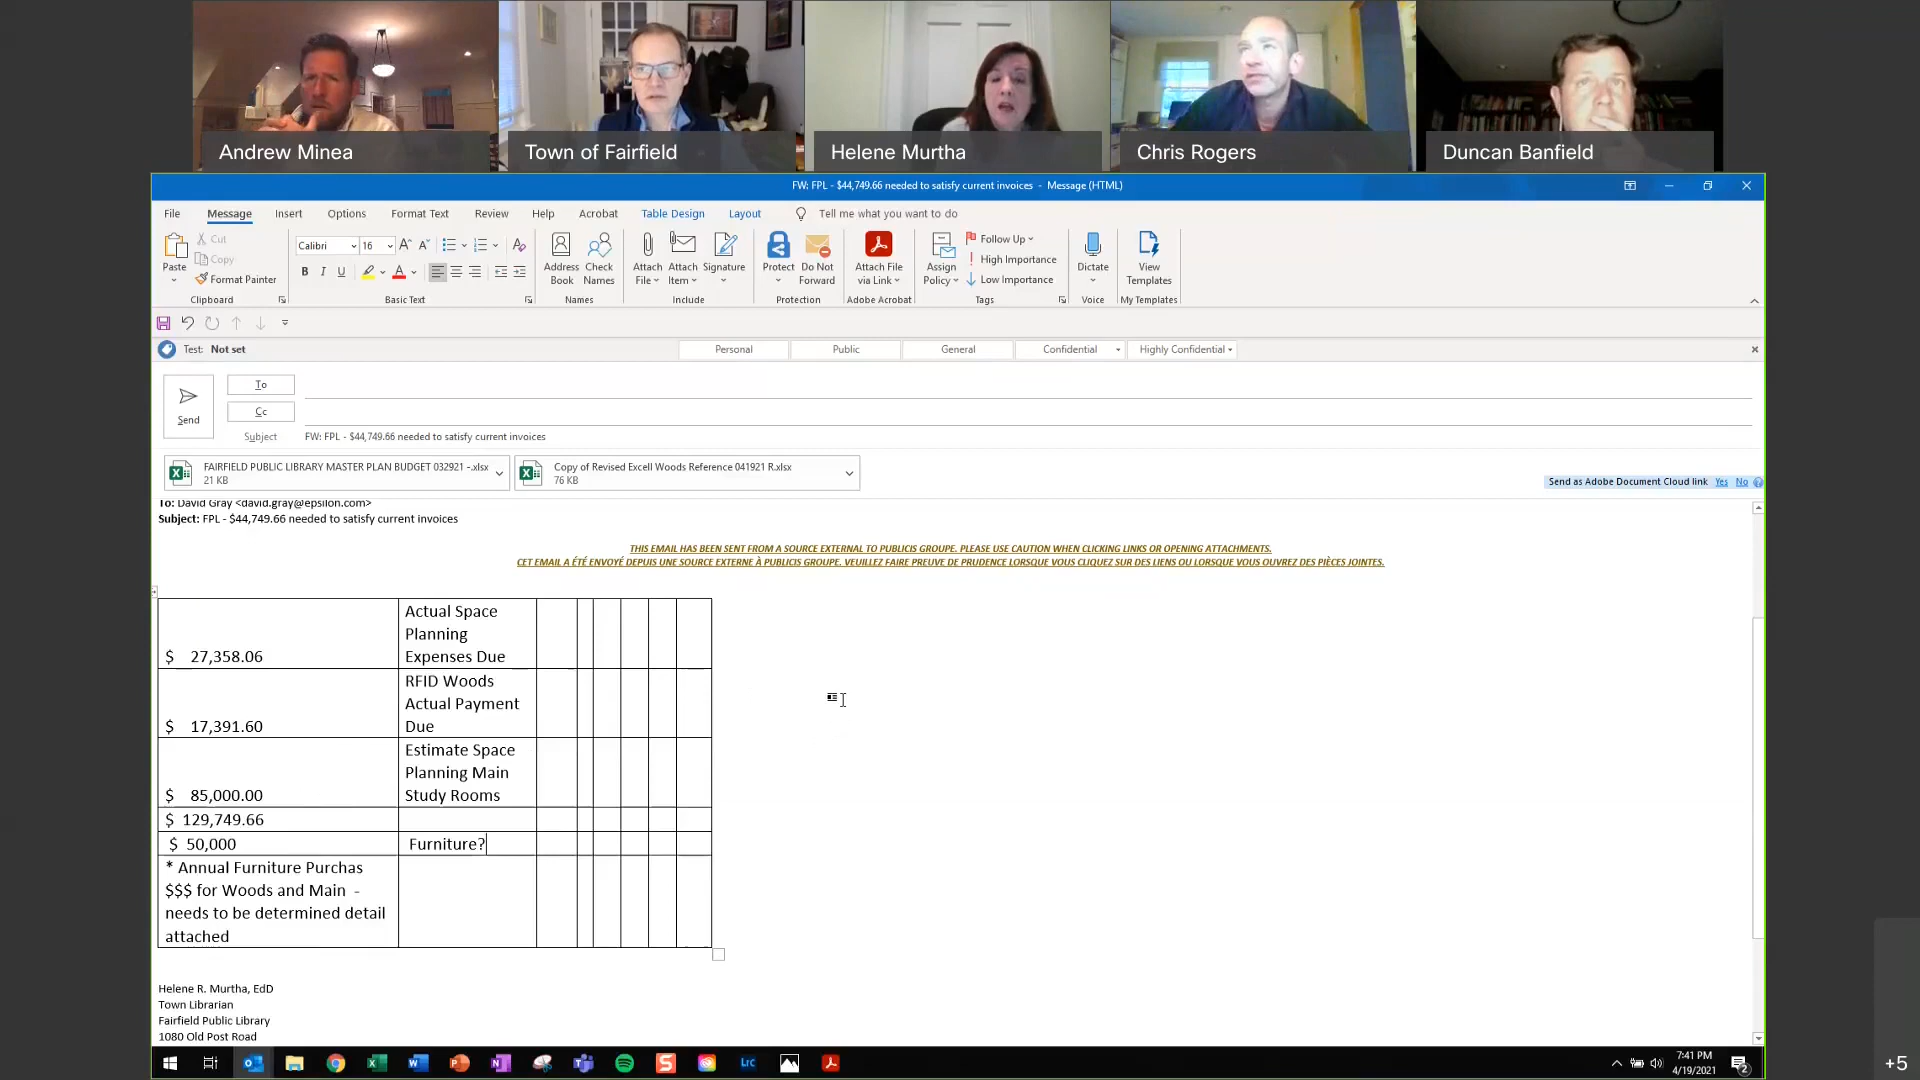 Andrew Minea
Town of Fairfield
Helene Murtha
Chris Rogers
Duncan Banfield
FW: FPL - $44,749.66 needed to satisfy current invoices - Message (HTML)
File Message Insert Options Format Text Review Help Acrobat Table Design Layout Tell me what you want to do
Paste
Cut
Copy
Format Painter
Clipboard
Calibri 16
B I U A
Basic Text
Address Book
Check Names
Names
Attach File
Attach Item
Signature
Include
Protect
Do Not Forward
Protection
Attach File via Link
Adobe Acrobat
Assign Policy
Follow Up
High Importance
Low Importance
Tags
Dictate
Voice
View Templates
My Templates
Test: Not set
Personal Public General Confidential Highly Confidential
Send
To
Cc
Subject FW: FPL - $44,749.66 needed to satisfy current invoices
FAIRFIELD PUBLIC LIBRARY MASTER PLAN BUDGET 032921 -.xlsx
21 KB
Copy of Revised Excell Woods Reference 041921 R.xlsx
76 KB
Send as Adobe Document Cloud link Yes No ?
To: David Gray <david.gray@epsilon.com>
Subject: FPL - $44,749.66 needed to satisfy current invoices
THIS EMAIL HAS BEEN SENT FROM A SOURCE EXTERNAL TO PUBLICIS GROUPE. PLEASE USE CAUTION WHEN CLICKING LINKS OR OPENING ATTACHMENTS.
CET EMAIL A ÉTÉ ENVOYÉ DEPUIS UNE SOURCE EXTERNE À PUBLICIS GROUPE. VEUILLEZ FAIRE PREUVE DE PRUDENCE LORSQUE VOUS CLIQUEZ SUR DES LIENS OU LORSQUE VOUS OUVREZ DES PIÈCES JOINTES.
Actual Space
Planning
$ 27,358.06 Expenses Due
RFID Woods
Actual Payment
$ 17,391.60 Due
Estimate Space
Planning Main
$ 85,000.00 Study Rooms
$ 129,749.66
$ 50,000 Furniture?
* Annual Furniture Purchas
$$$ for Woods and Main -
needs to be determined detail
attached
Helene R. Murtha, EdD
Town Librarian
Fairfield Public Library
1080 Old Post Road
7:41 PM
4/19/2021
2
Lrc
+5